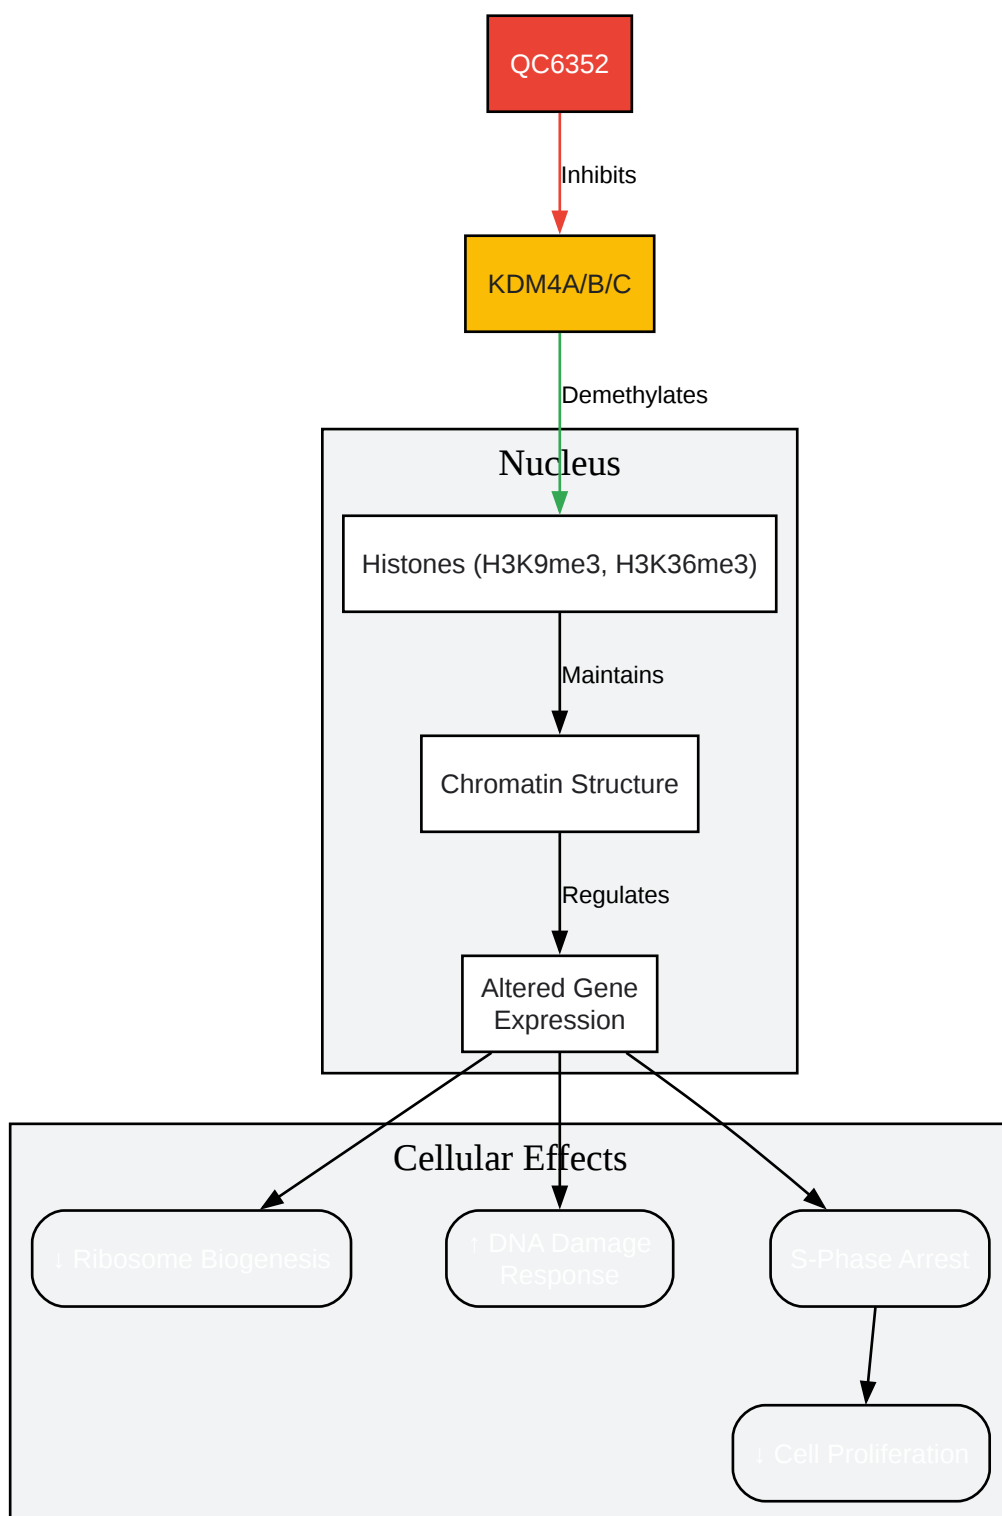 QC6352
Inhibits
KDM4A/B/C
Demethylates
Nucleus
Histones (H3K9me3, H3K36me3)
Maintains
Chromatin Structure
Regulates
Altered Gene
Expression
Cellular Effects
↓ Ribosome Biogenesis
↑ DNA Damage
Response
S-Phase Arrest
↓ Cell Proliferation